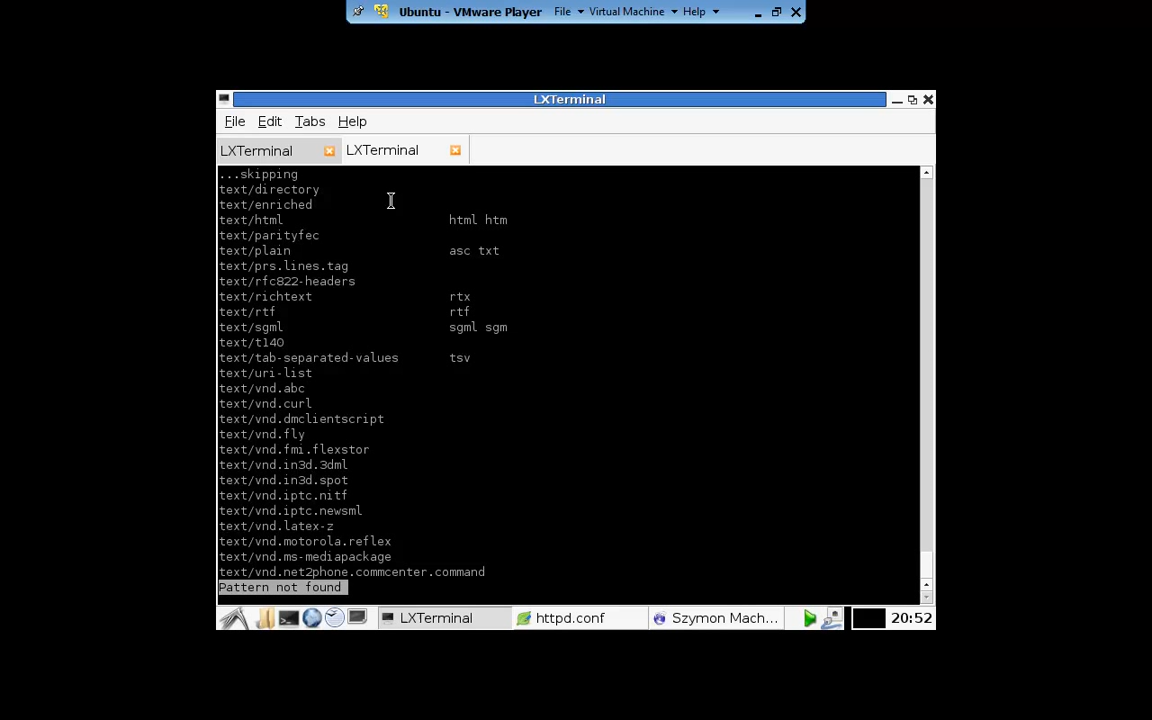 Ubuntu - VMware Player File Virtual Machine Help
LXTerminal
File Edit Tabs Help
LXTerminal LXTerminal
...skipping
text/directory
text/enriched
text/html html htm
text/parityfec
text/plain asc txt
text/prs.lines.tag
text/rfc822-headers
text/richtext rtx
text/rtf rtf
text/sgml sgml sgm
text/t140
text/tab-separated-values tsv
text/uri-list
text/vnd.abc
text/vnd.curl
text/vnd.dmclientscript
text/vnd.fly
text/vnd.fmi.flexstor
text/vnd.in3d.3dml
text/vnd.in3d.spot
text/vnd.iptc.nitf
text/vnd.iptc.newsml
text/vnd.latex-z
text/vnd.motorola.reflex
text/vnd.ms-mediapackage
text/vnd.net2phone.commcenter.command
Pattern not found
LXTerminal httpd.conf Szymon Mach... 20:52